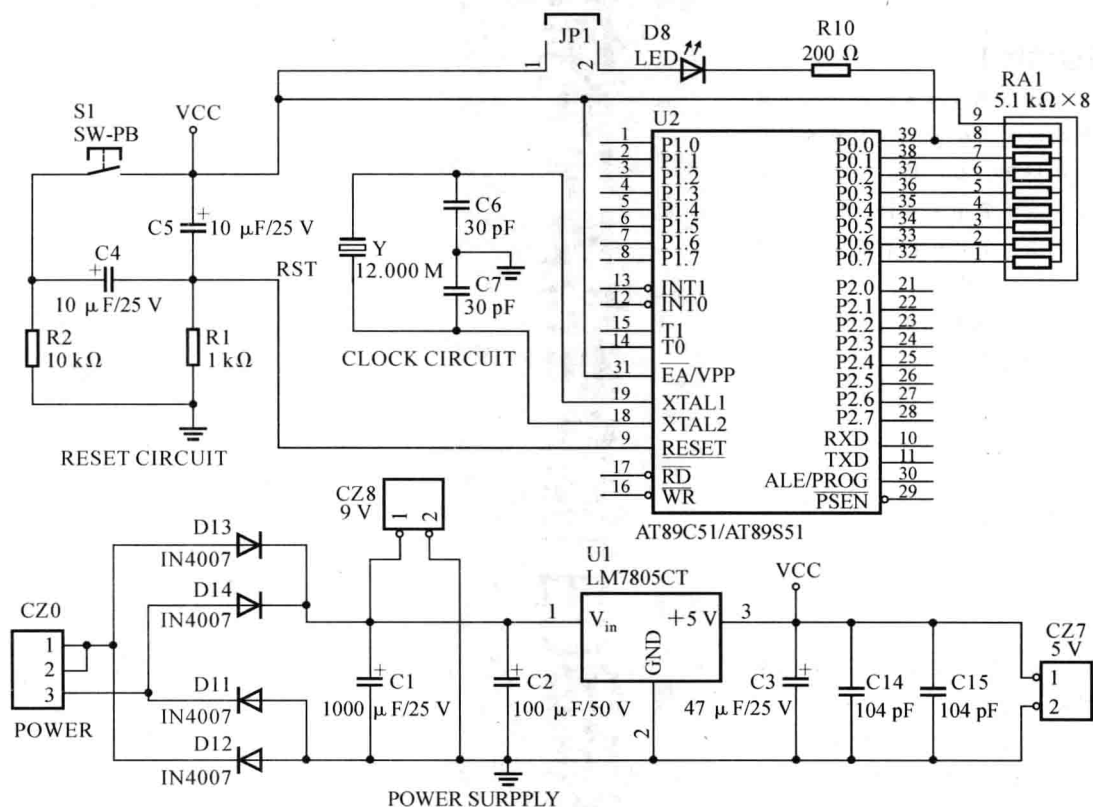 JP1
1
2
D8
LED
R10
200 Ω
RA1
5.1 kΩ×8
S1
SW-PB
VCC
C5
+
10 μF/25 V
C4
+
10 μF/25 V
RST
R2
10 kΩ
R1
1 kΩ
RESET CIRCUIT
Y
12.000 M
C6
30 pF
C7
30 pF
CLOCK CIRCUIT
U2
1 P1.0
2 P1.1
3 P1.2
4 P1.3
5 P1.4
6 P1.5
7 P1.6
8 P1.7
13 INT1
12 INT0
15 T1
14 T0
31 EA/VPP
19 XTAL1
18 XTAL2
9 RESET
17 RD
16 WR
P0.0 39
P0.1 38
P0.2 37
P0.3 36
P0.4 35
P0.5 34
P0.6 33
P0.7 32
P2.0 21
P2.1 22
P2.2 23
P2.3 24
P2.4 25
P2.5 26
P2.6 27
P2.7 28
RXD 10
TXD 11
ALE/PROG 30
PSEN 29
9
8
7
6
5
4
3
2
1
AT89C51/AT89S51
CZ0
1
2
3
POWER
D13
IN4007
D14
IN4007
D11
IN4007
D12
IN4007
CZ8
9 V
1 2
C1
+
1000 μF/25 V
C2
+
100 μF/50 V
U1
LM7805CT
1
Vin
+5 V
3
GND
2
VCC
C3
+
47 μF/25 V
C14
104 pF
C15
104 pF
CZ7
5 V
1
2
POWER SURPPLY